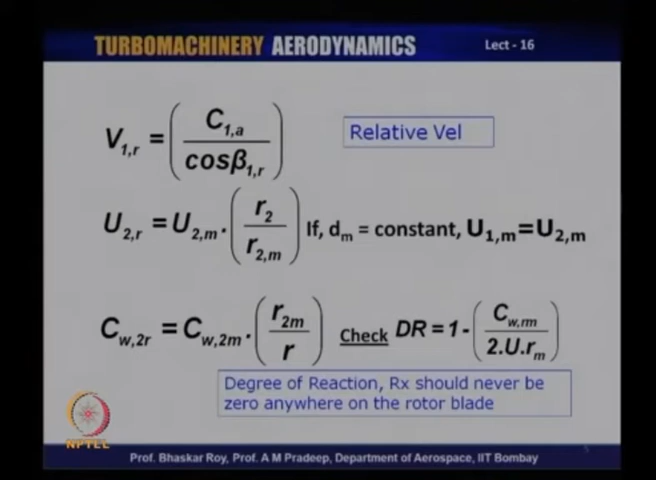 TURBOMACHINERY AERODYNAMICS
Lect - 16
V1,r = (C1,a / cosβ1,r)
Relative Vel
U2,r = U2,m. (r2 / r2,m) If, dm = constant, U1,m=U2,m
Cw,2r = Cw,2m. (r2m / r) Check DR = 1 - (Cw,rm / 2.U.rm)
Degree of Reaction, Rx should never be
zero anywhere on the rotor blade
NPTEL
Prof. Bhaskar Roy, Prof. A M Pradeep, Department of Aerospace, IIT Bombay